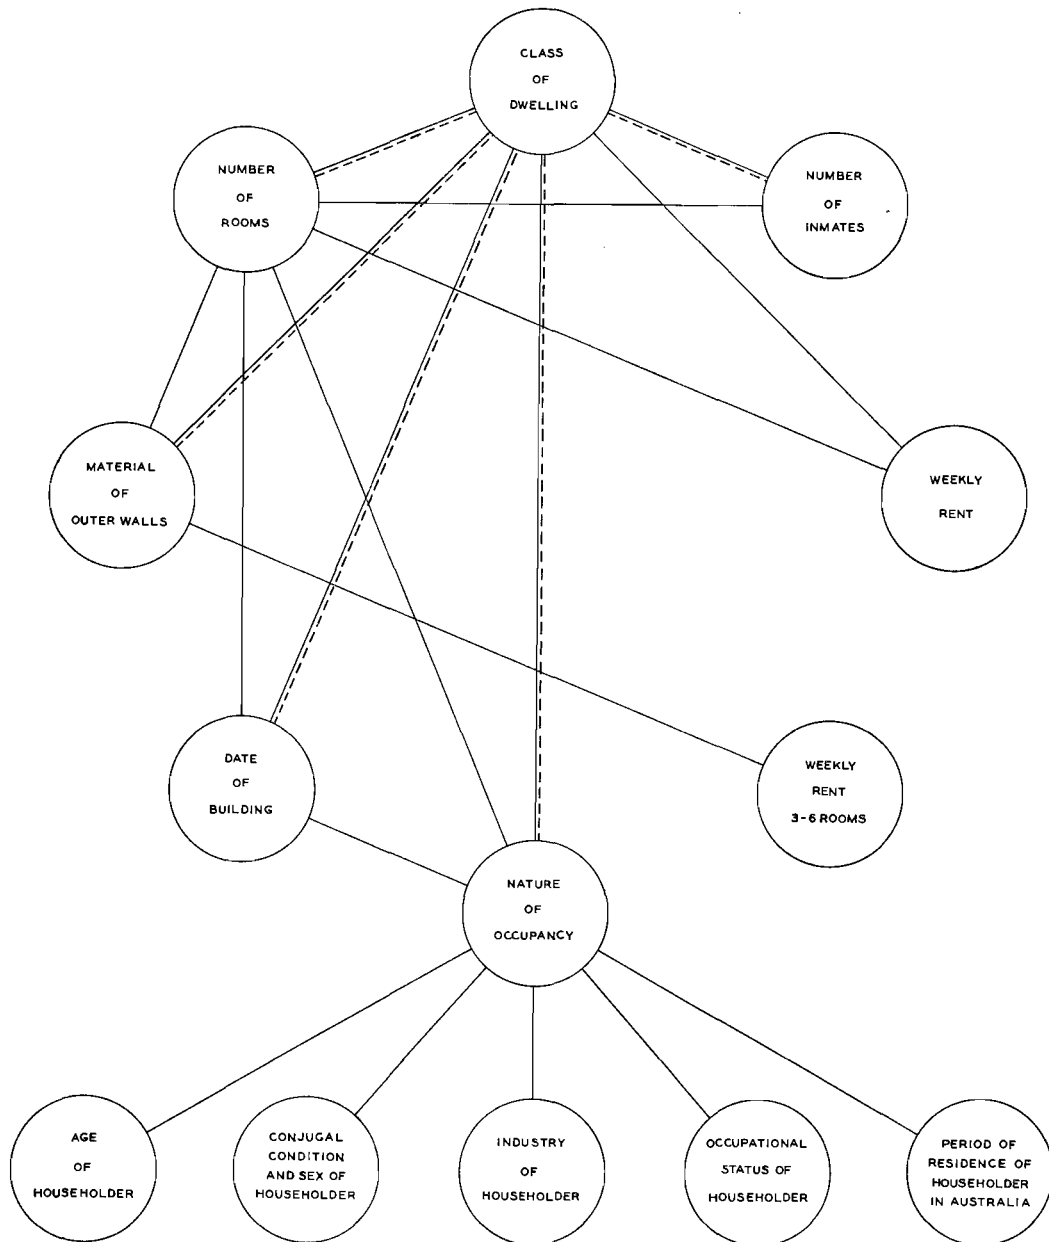 CLASS
OF
DWELLING
NUMBER
OF
ROOMS
NUMBER
OF
INMATES
MATERIAL
OF
OUTER WALLS
WEEKLY
RENT
DATE
OF
BUILDING
WEEKLY
RENT
3-6 ROOMS
NATURE
OF
OCCUPANCY
AGE
OF
HOUSEHOLDER
CONJUGAL
CONDITION
AND SEX OF
HOUSEHOLDER
INDUSTRY
OF
HOUSEHOLDER
OCCUPATIONAL
STATUS OF
HOUSEHOLDER
PERIOD OF
RESIDENCE OF
HOUSEHOLDER
IN AUSTRALIA